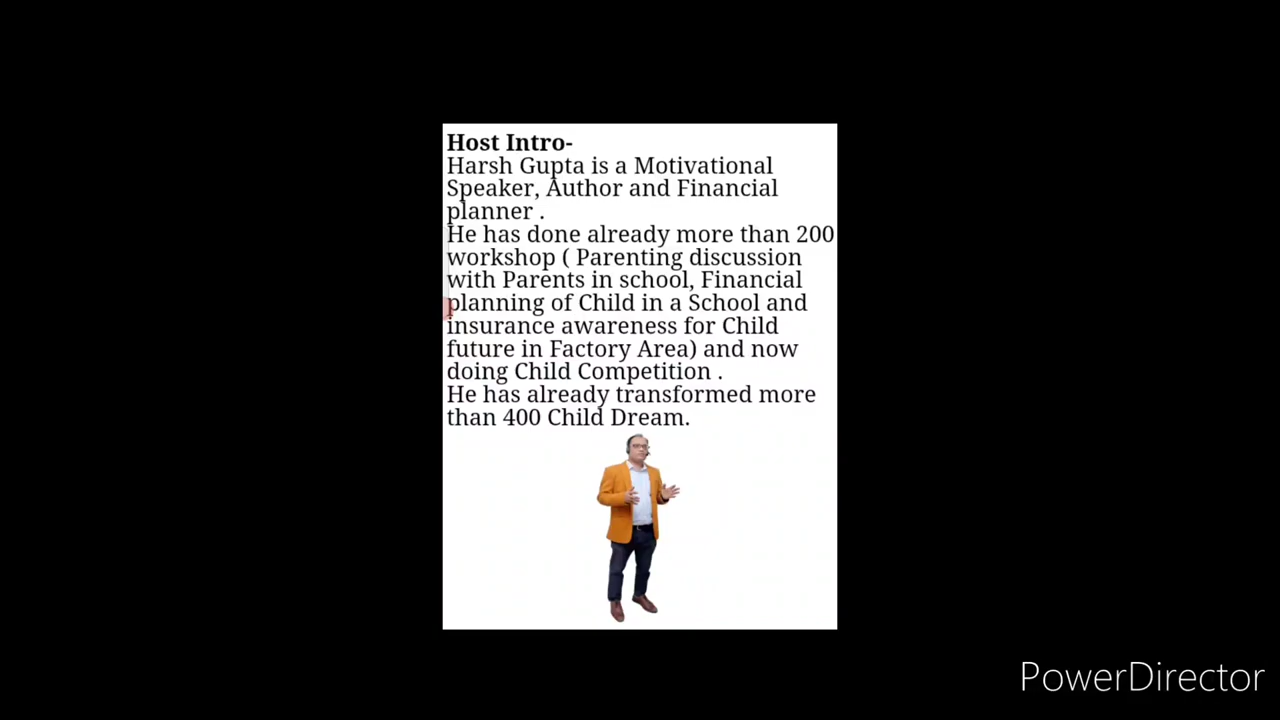 Host Intro-
Harsh Gupta is a Motivational
Speaker, Author and Financial
planner .
He has done already more than 200
workshop ( Parenting discussion
with Parents in school, Financial
planning of Child in a School and
insurance awareness for Child
future in Factory Area) and now
doing Child Competition .
He has already transformed more
than 400 Child Dream.
PowerDirector